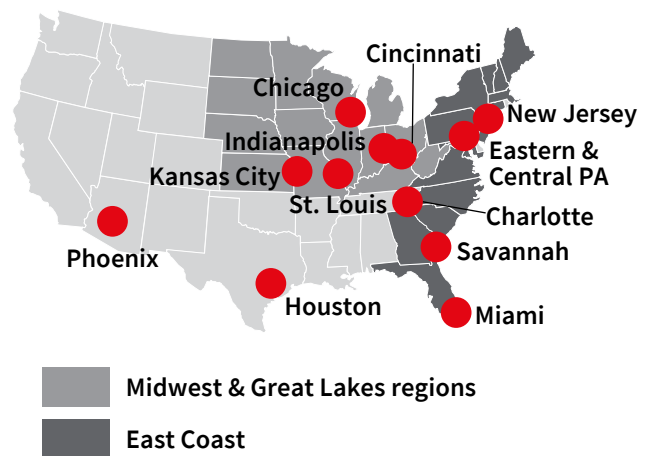 Cincinnati
Chicago
New Jersey
Indianapolis
Eastern &
Central PA
Kansas City
St. Louis
Charlotte
Phoenix
Savannah
Houston
Miami
Midwest & Great Lakes regions
East Coast